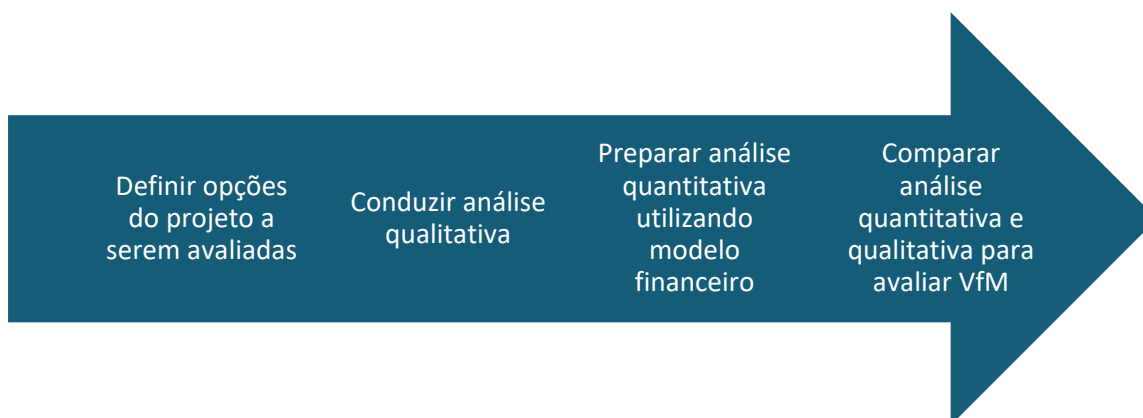 Definir opções
do projeto a
serem avaliadas
Conduzir análise
qualitativa
Preparar análise
quantitativa
utilizando
modelo
financeiro
Comparar
análise
quantitativa e
qualitativa para
avaliar VfM